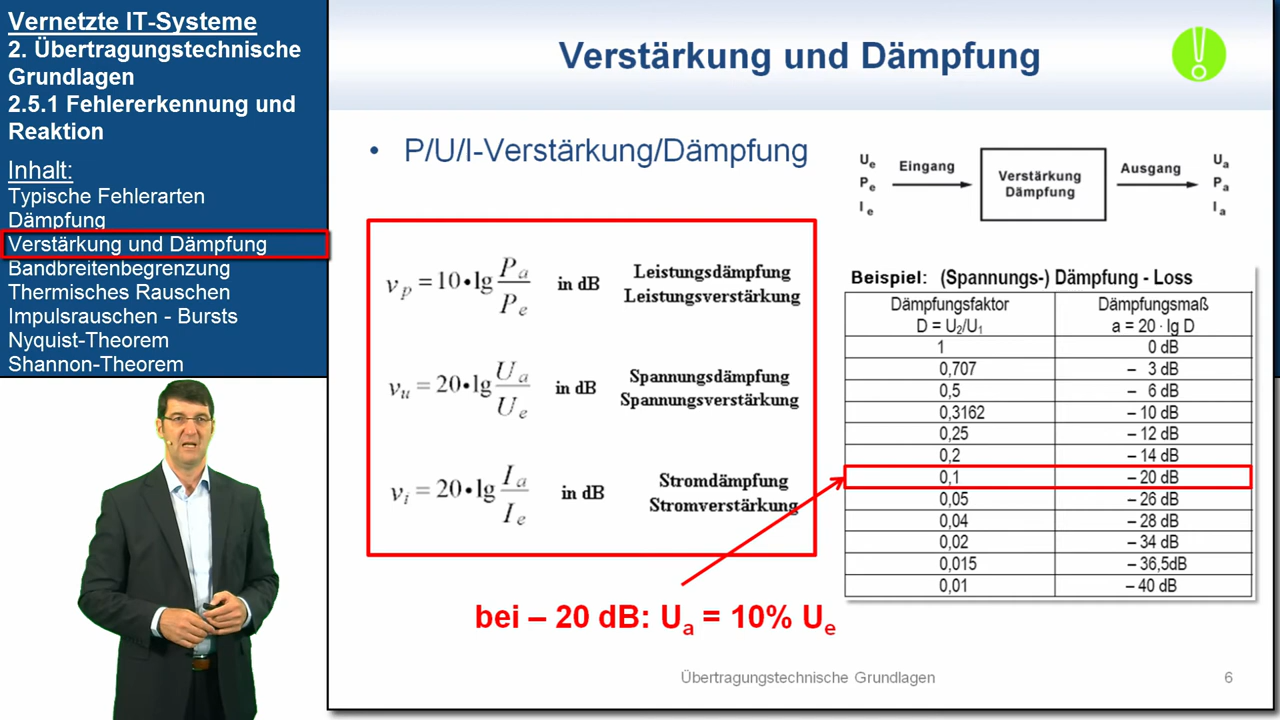 Vernetzte IT-Systeme
2. Übertragungstechnische
Grundlagen
2.5.1 Fehlererkennung und
Reaktion
Inhalt:
Typische Fehlerarten
Dämpfung
Verstärkung und Dämpfung
Bandbreitenbegrenzung
Thermisches Rauschen
Impulsrauschen - Bursts
Nyquist-Theorem
Shannon-Theorem
Verstärkung und Dämpfung
• P/U/I-Verstärkung/Dämpfung
Ue
Pe
Ie
Eingang
Verstärkung
Dämpfung
Ausgang
Ua
Pa
Ia
vp = 10•lg Pa/Pe in dB
Leistungsdämpfung
Leistungsverstärkung
vu = 20•lg Ua/Ue in dB
Spannungsdämpfung
Spannungsverstärkung
vi = 20•lg Ia/Ie in dB
Stromdämpfung
Stromverstärkung
Beispiel: (Spannungs-) Dämpfung - Loss
Dämpfungsfaktor Dämpfungsmaß
D = U2/U1 a = 20 · lg D
1 0 dB
0,707 – 3 dB
0,5 – 6 dB
0,3162 – 10 dB
0,25 – 12 dB
0,2 – 14 dB
0,1 – 20 dB
0,05 – 26 dB
0,04 – 28 dB
0,02 – 34 dB
0,015 – 36,5dB
0,01 – 40 dB
bei – 20 dB: Ua = 10% Ue
Übertragungstechnische Grundlagen 6